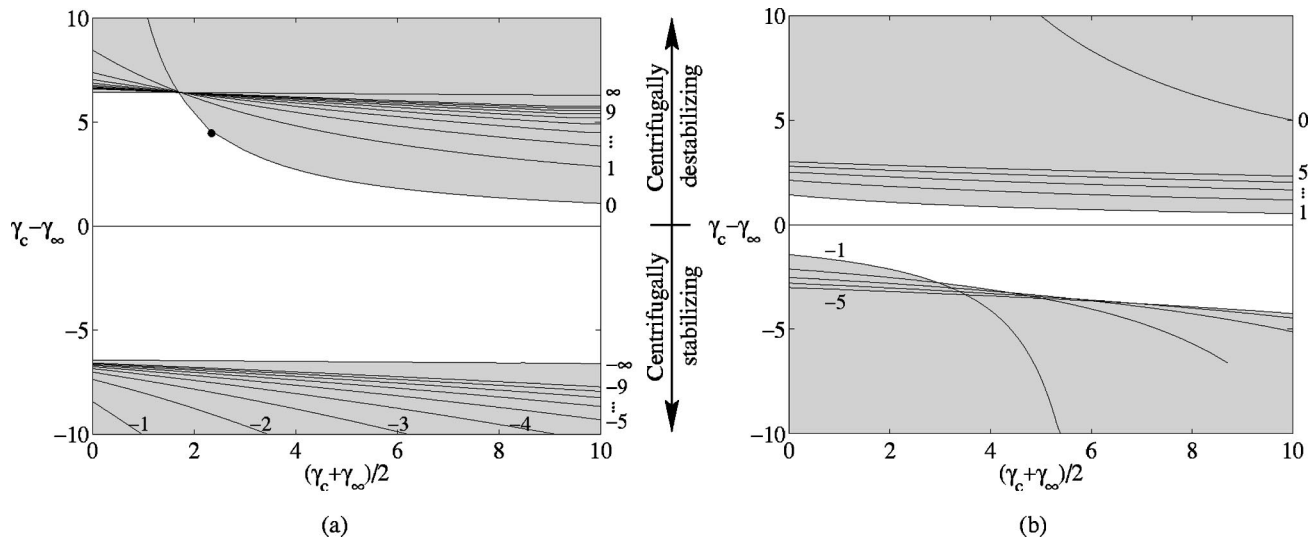 10
5
0
−5
−10
γc−γ∞
0 2 4 6 8 10
(γc+γ∞)/2
∞
9
...
1
0
−∞
−9
...
−5
−1 −2 −3 −4
(a)
Centrifugally
destabilizing
Centrifugally
stabilizing
10
5
0
−5
−10
γc−γ∞
0 2 4 6 8 10
(γc+γ∞)/2
0
5
...
1
−1
−5
(b)